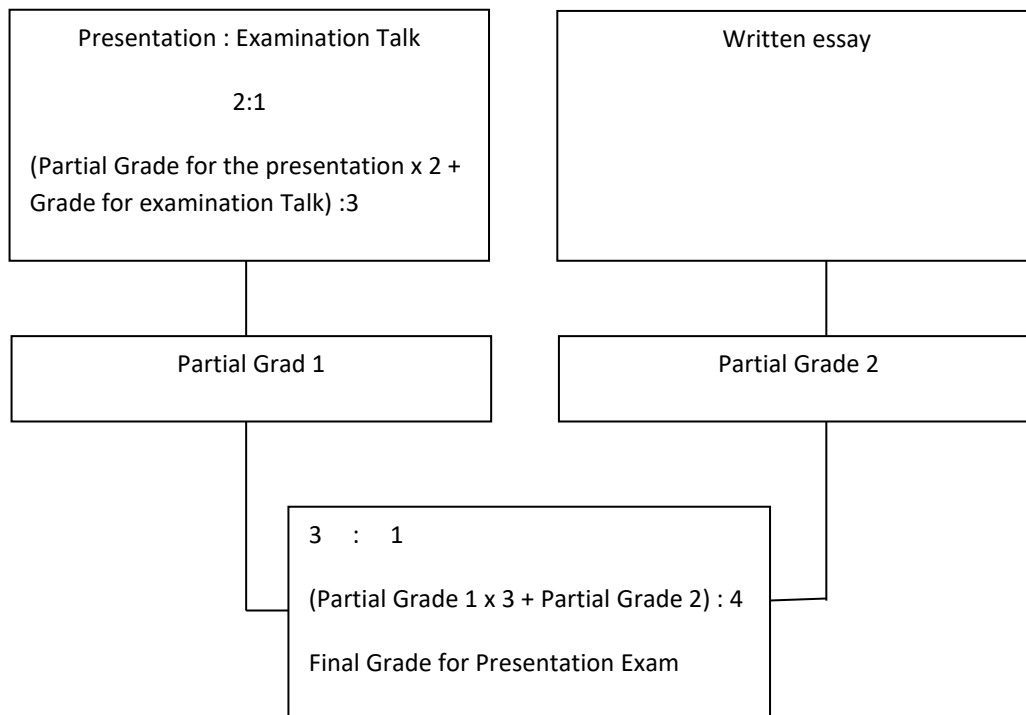 Presentation : Examination Talk
2:1
(Partial Grade for the presentation x 2 +
Grade for examination Talk) :3
Written essay
Partial Grad 1
Partial Grade 2
3 : 1
(Partial Grade 1 x 3 + Partial Grade 2) : 4
Final Grade for Presentation Exam